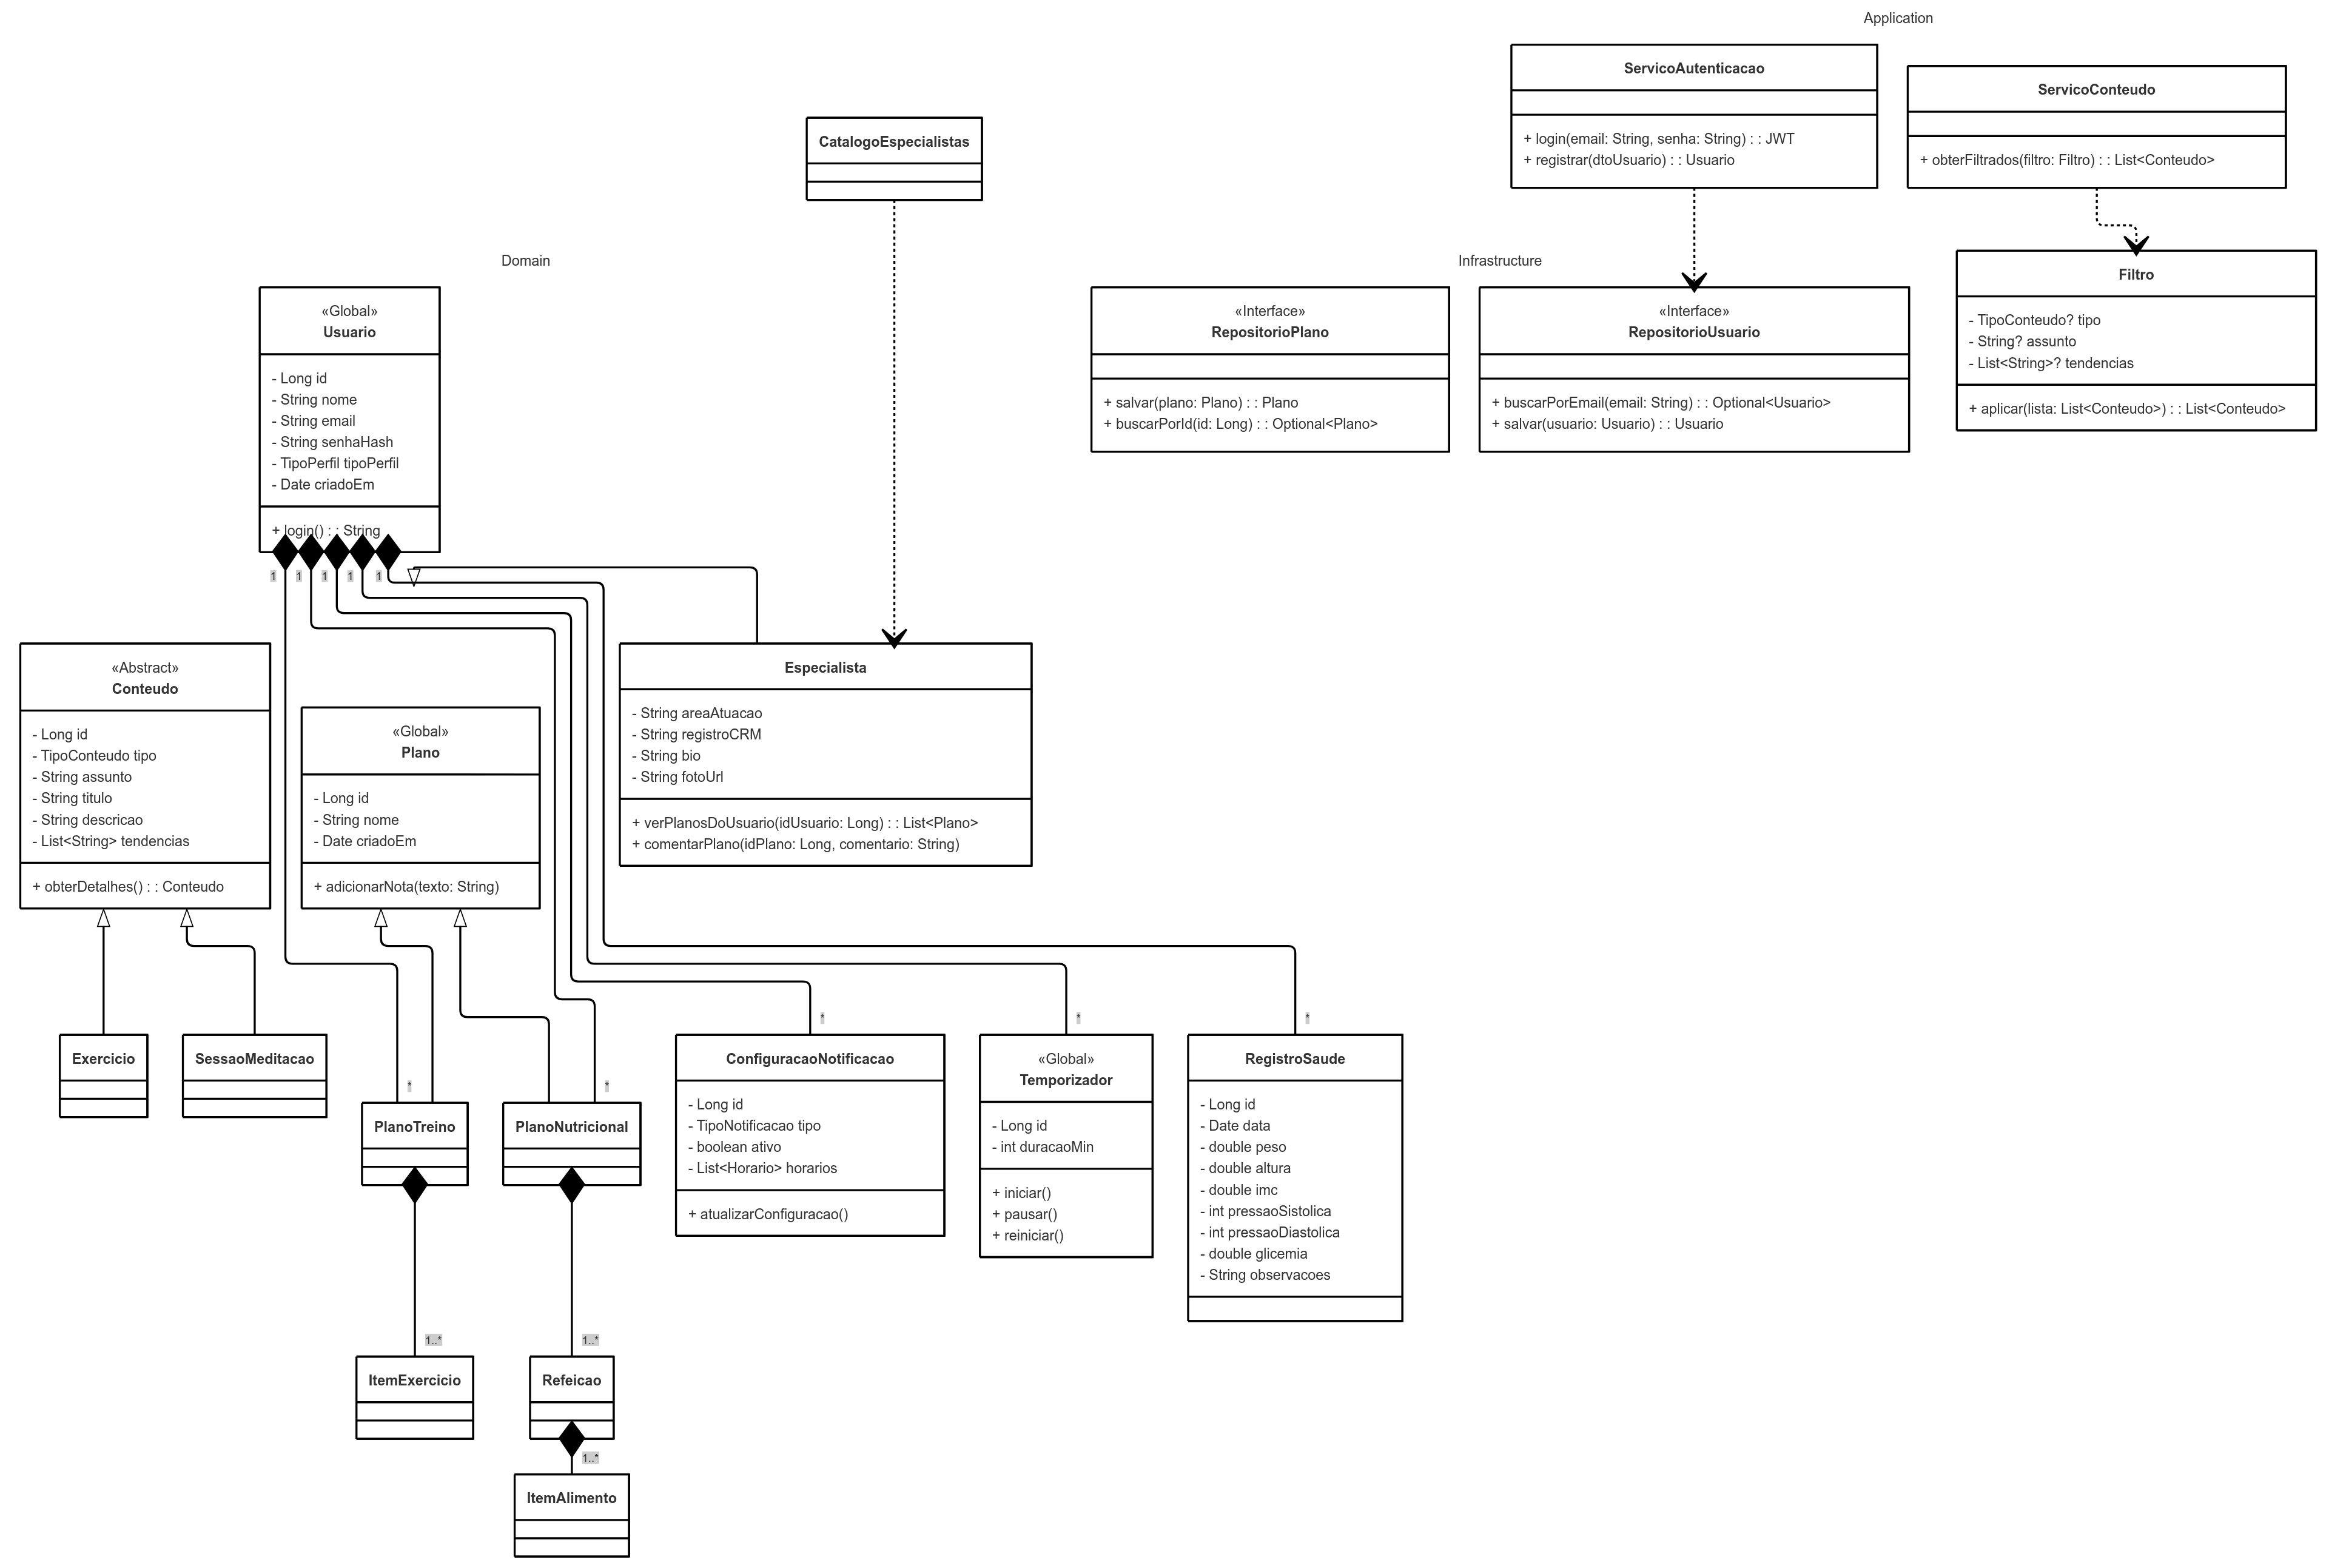 Application
ServicoAutenticacao
+ login(email: String, senha: String) : : JWT
+ registrar(dtoUsuario) : : Usuario
ServicoConteudo
+ obterFiltrados(filtro: Filtro) : : List<Conteudo>
CatalogoEspecialistas
Domain
Infrastructure
«Global»
Usuario
- Long id
- String nome
- String email
- String senhaHash
- TipoPerfil tipoPerfil
- Date criadoEm
+ login() : : String
1
1
1
1
1
«Interface»
RepositorioPlano
+ salvar(plano: Plano) : : Plano
+ buscarPorId(id: Long) : : Optional<Plano>
«Interface»
RepositorioUsuario
+ buscarPorEmail(email: String) : : Optional<Usuario>
+ salvar(usuario: Usuario) : : Usuario
Filtro
- TipoConteudo? tipo
- String? assunto
- List<String>? tendencias
+ aplicar(lista: List<Conteudo>) : : List<Conteudo>
«Abstract»
Conteudo
- Long id
- TipoConteudo tipo
- String assunto
- String titulo
- String descricao
- List<String> tendencias
+ obterDetalhes() : : Conteudo
«Global»
Plano
- Long id
- String nome
- Date criadoEm
+ adicionarNota(texto: String)
Especialista
- String areaAtuacao
- String registroCRM
- String bio
- String fotoUrl
+ verPlanosDoUsuario(idUsuario: Long) : : List<Plano>
+ comentarPlano(idPlano: Long, comentario: String)
*
*
*
*
*
Exercicio
SessaoMeditacao
PlanoTreino
PlanoNutricional
ConfiguracaoNotificacao
- Long id
- TipoNotificacao tipo
- boolean ativo
- List<Horario> horarios
+ atualizarConfiguracao()
«Global»
Temporizador
- Long id
- int duracaoMin
+ iniciar()
+ pausar()
+ reiniciar()
RegistroSaude
- Long id
- Date data
- double peso
- double altura
- double imc
- int pressaoSistolica
- int pressaoDiastolica
- double glicemia
- String observacoes
1..*
1..*
ItemExercicio
Refeicao
1..*
ItemAlimento